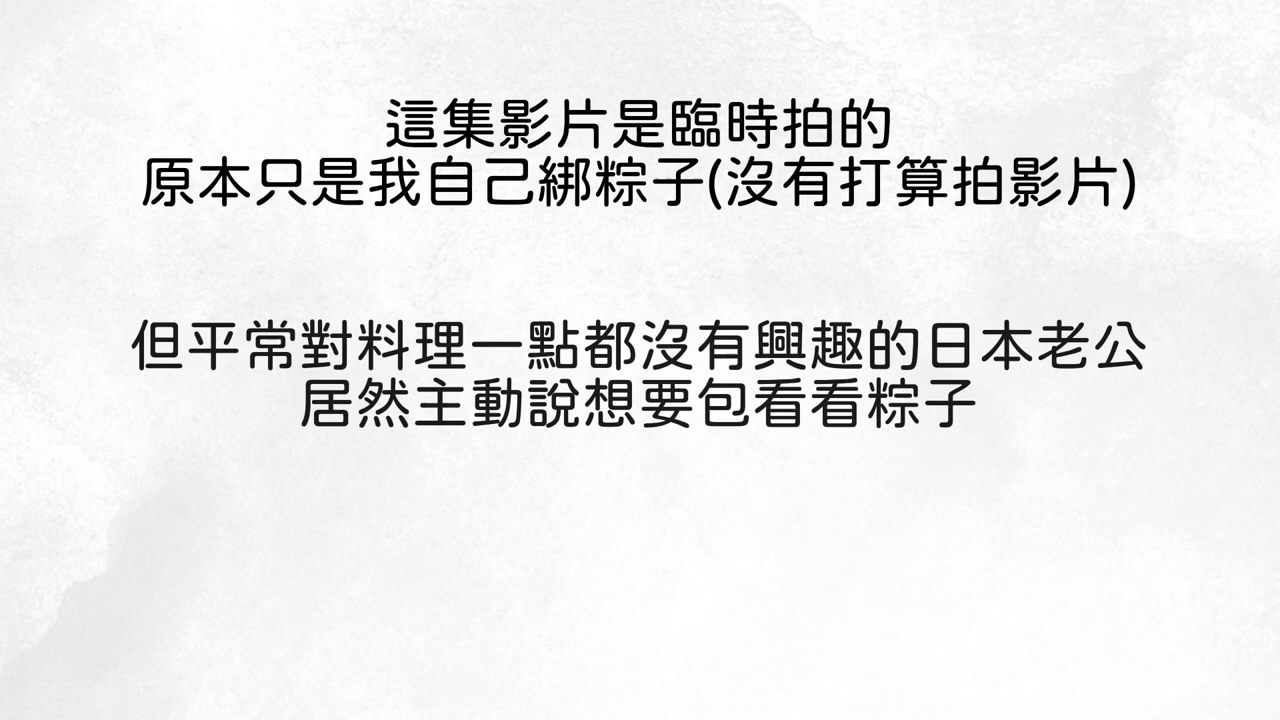 這集影片是臨時拍的
原本只是我自己綁粽子(沒有打算拍影片)
但平常對料理一點都沒有興趣的日本老公
居然主動說想要包看看粽子